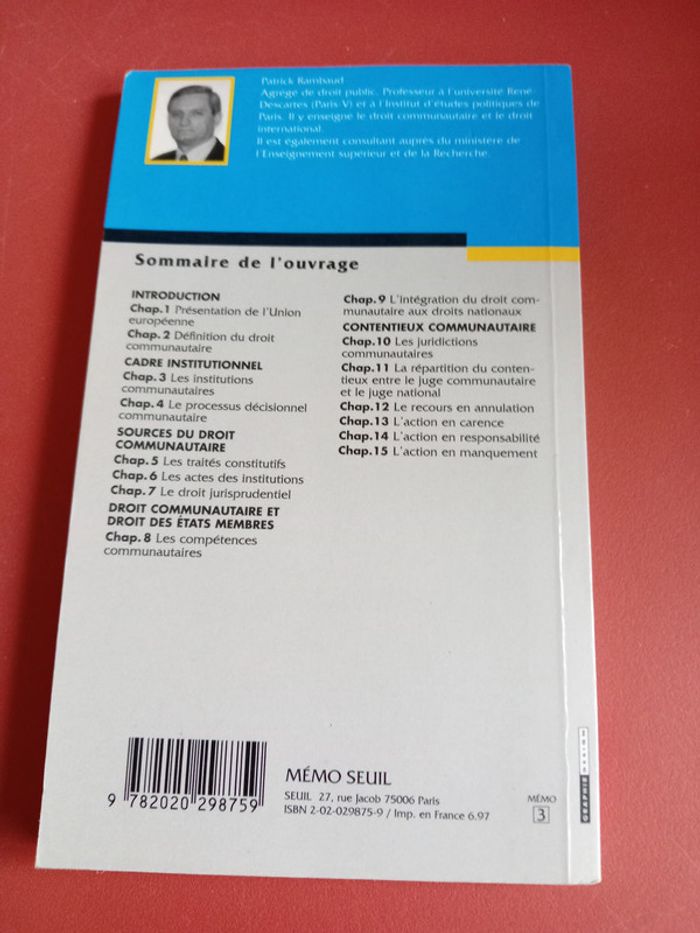 Patrick Rambaud
Agrégé de droit public. Professeur à l'université René-
Descartes (Paris-V) et à l'Institut d'études politiques de
Paris. Il y enseigne le droit communautaire et le droit
international.
Il est également consultant auprès du ministère de
l'Enseignement supérieur et de la Recherche.
Sommaire de l'ouvrage
INTRODUCTION
Chap.1 Présentation de l'Union
européenne
Chap.2 Définition du droit
communautaire
CADRE INSTITUTIONNEL
Chap.3 Les institutions
communautaires
Chap.4 Le processus décisionnel
communautaire
SOURCES DU DROIT
COMMUNAUTAIRE
Chap.5 Les traités constitutifs
Chap.6 Les actes des institutions
Chap.7 Le droit jurisprudentiel
DROIT COMMUNAUTAIRE ET
DROIT DES ÉTATS MEMBRES
Chap.8 Les compétences
communautaires
Chap.9 L'intégration du droit com-
munautaire aux droits nationaux
CONTENTIEUX COMMUNAUTAIRE
Chap.10 Les juridictions
communautaires
Chap.11 La répartition du conten-
tieux entre le juge communautaire
et le juge national
Chap.12 Le recours en annulation
Chap.13 L'action en carence
Chap.14 L'action en responsabilité
Chap.15 L'action en manquement
9 782020 298759
MÉMO SEUIL
SEUIL 27, rue Jacob 75006 Paris
ISBN 2-02-029875-9 / Imp. en France 6.97
MÉMO
3
GRAPHIR DESIGN